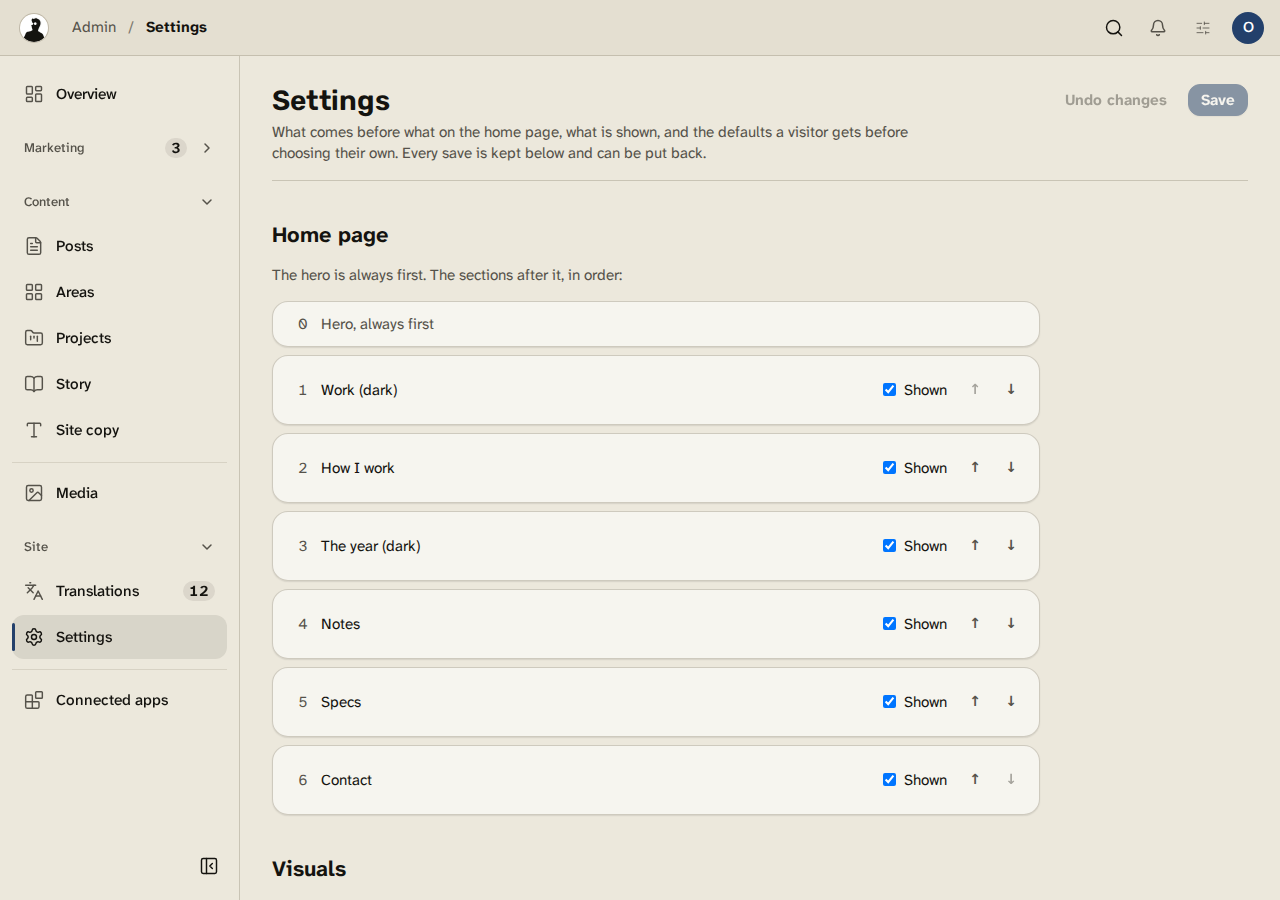 Admin / Settings
O
Overview
Marketing 3
Content
Posts
Areas
Projects
Story
Site copy
Media
Site
Translations 12
Settings
Connected apps
Settings
Undo changes
Save
What comes before what on the home page, what is shown, and the defaults a visitor gets before
choosing their own. Every save is kept below and can be put back.
Home page
The hero is always first. The sections after it, in order:
0 Hero, always first
1 Work (dark) Shown ↑ ↓
2 How I work Shown ↑ ↓
3 The year (dark) Shown ↑ ↓
4 Notes Shown ↑ ↓
5 Specs Shown ↑ ↓
6 Contact Shown ↑ ↓
Visuals